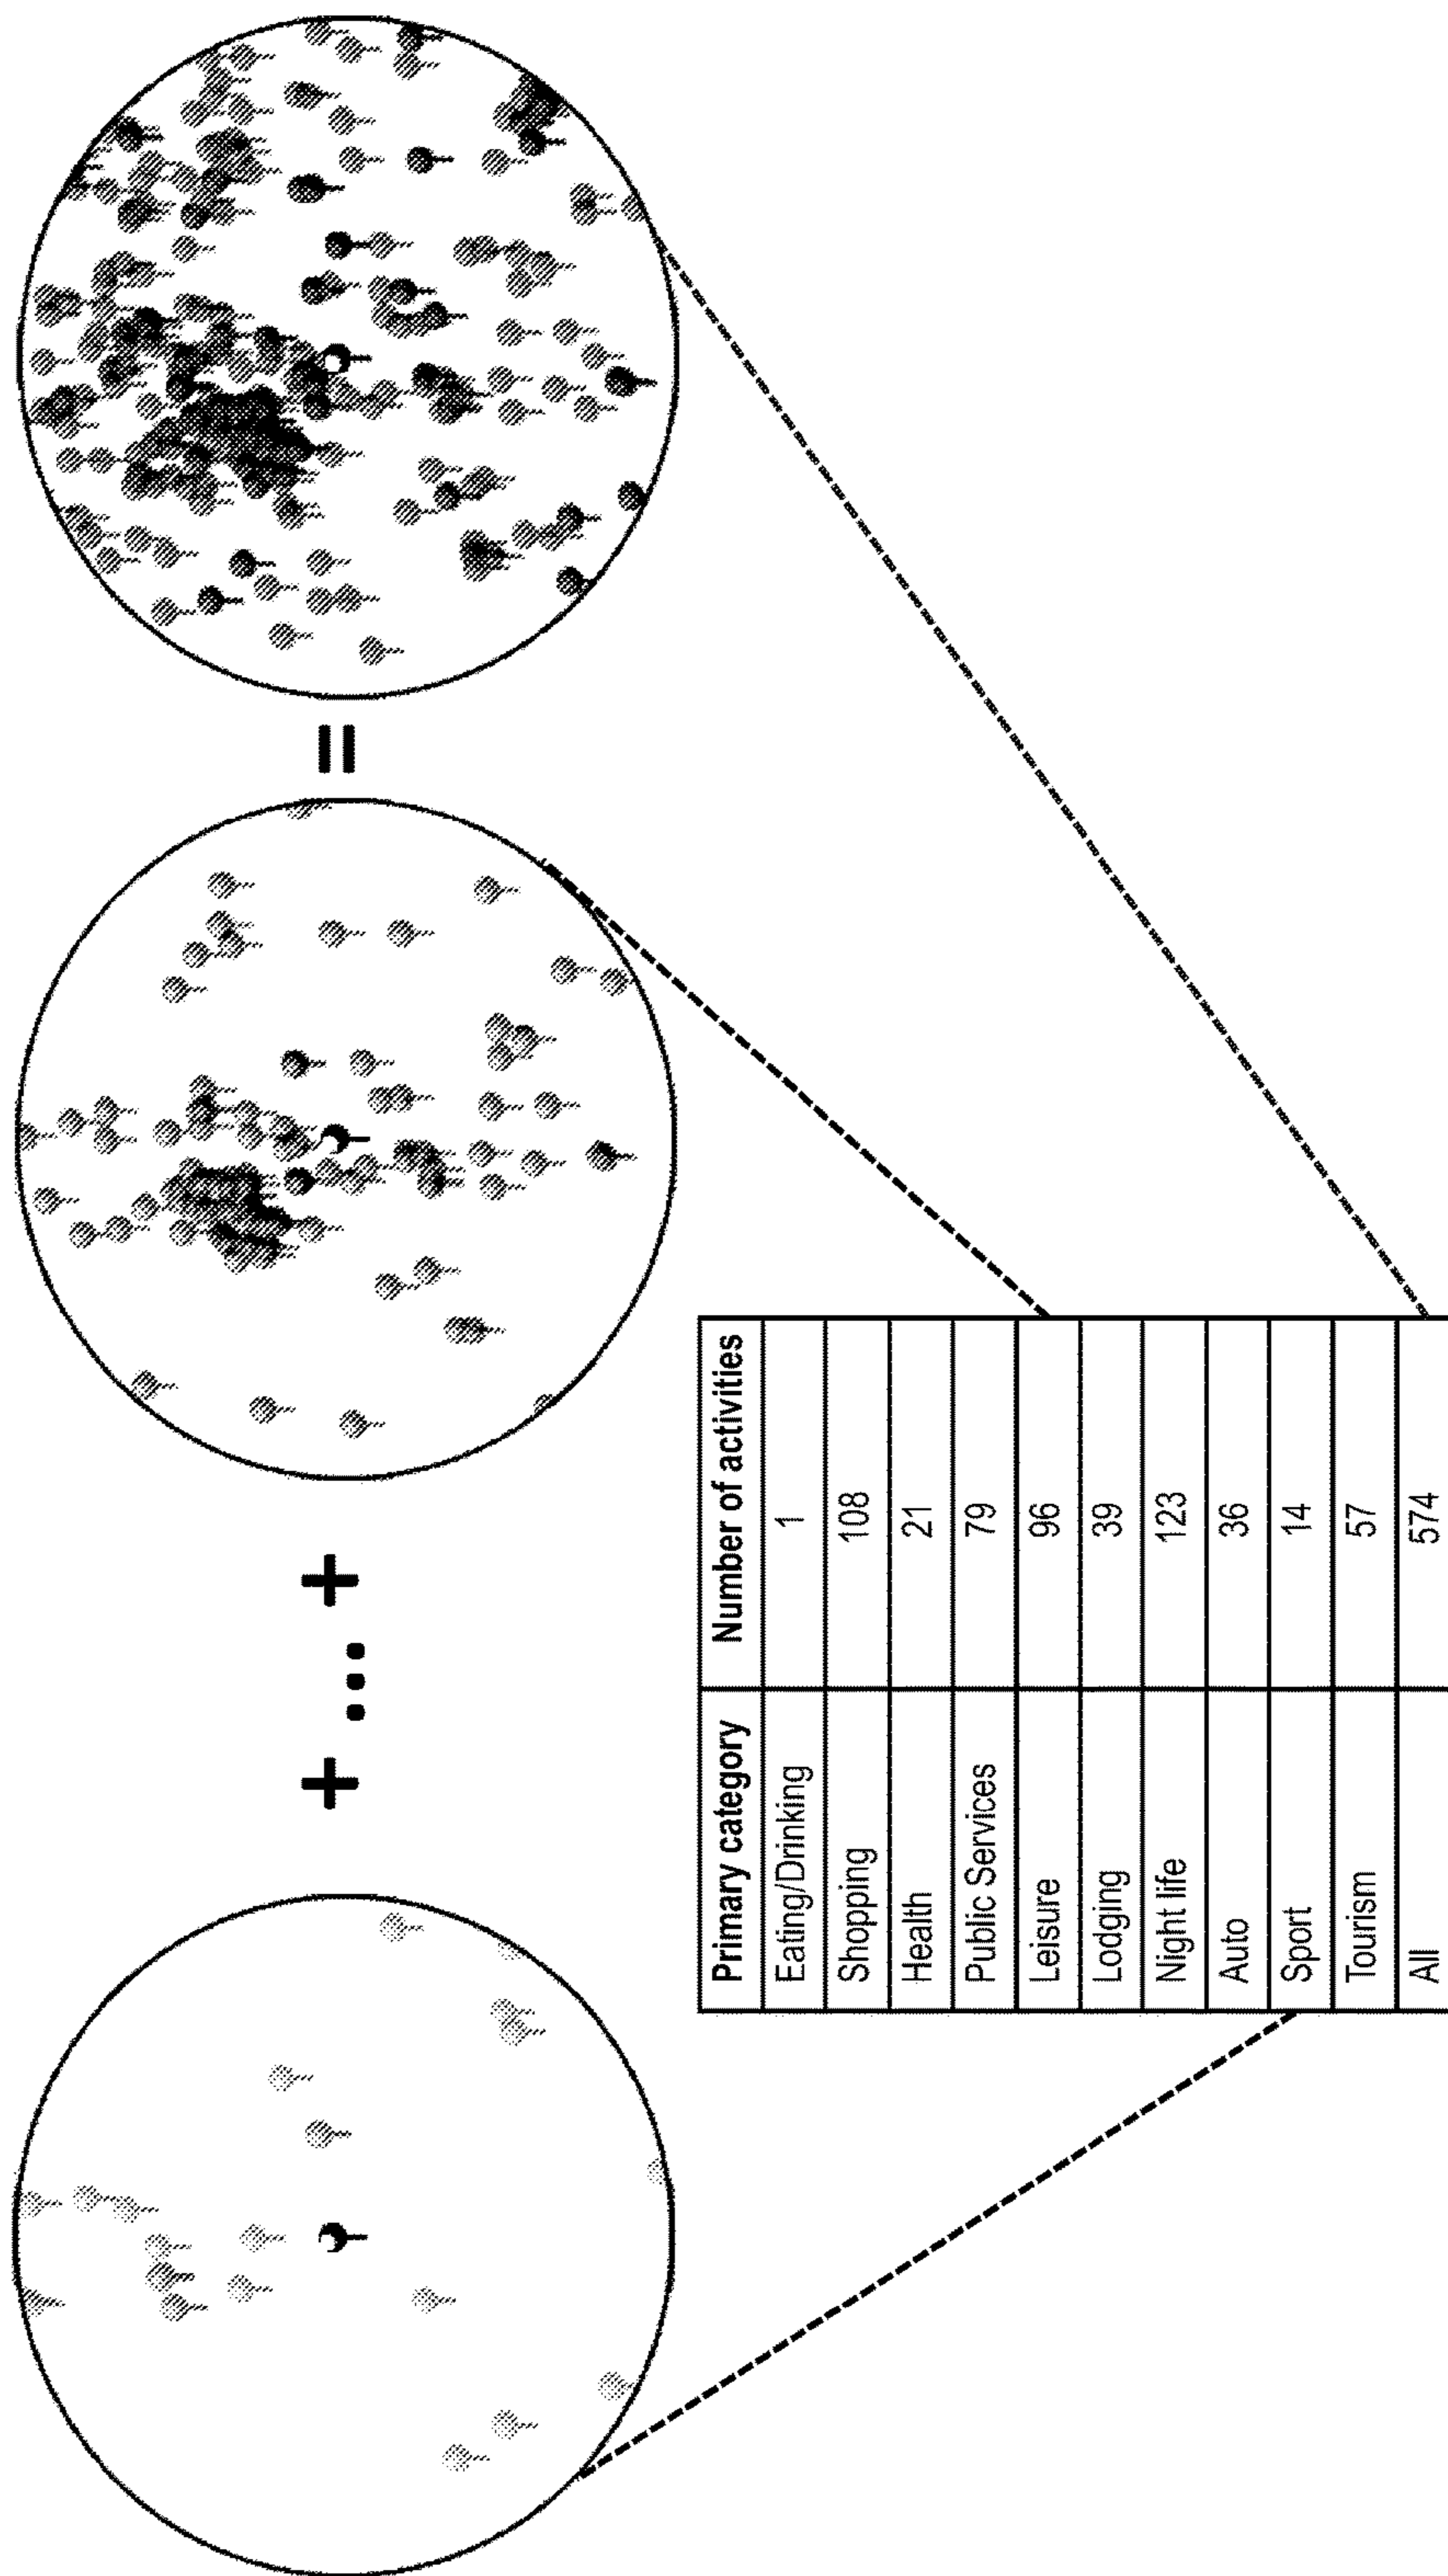 + ... + =
Primary category Number of activities
Eating/Drinking 1
Shopping 108
Health 21
Public Services 79
Leisure 96
Lodging 39
Night life 123
Auto 36
Sport 14
Tourism 57
All 574